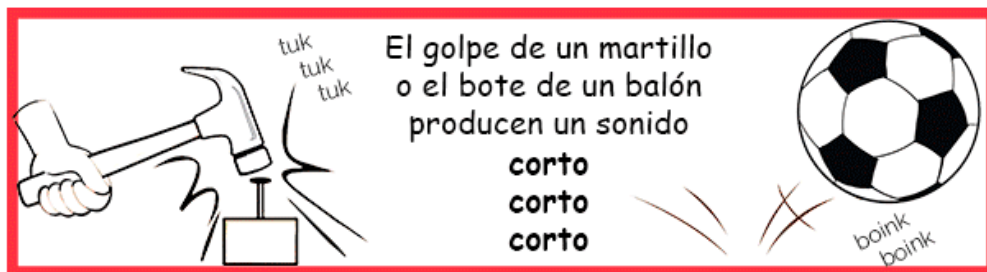 tuk
tuk
tuk
El golpe de un martillo
o el bote de un balón
producen un sonido
corto
corto
corto
boink
boink